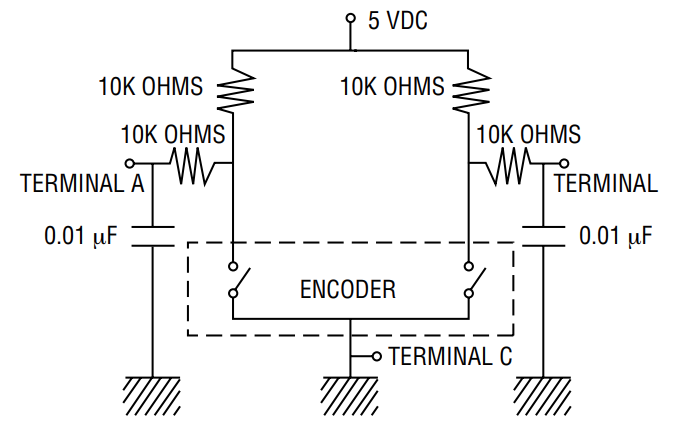 5 VDC
10K OHMS
10K OHMS
10K OHMS
10K OHMS
TERMINAL A
TERMINAL
0.01 μF
0.01 μF
ENCODER
TERMINAL C